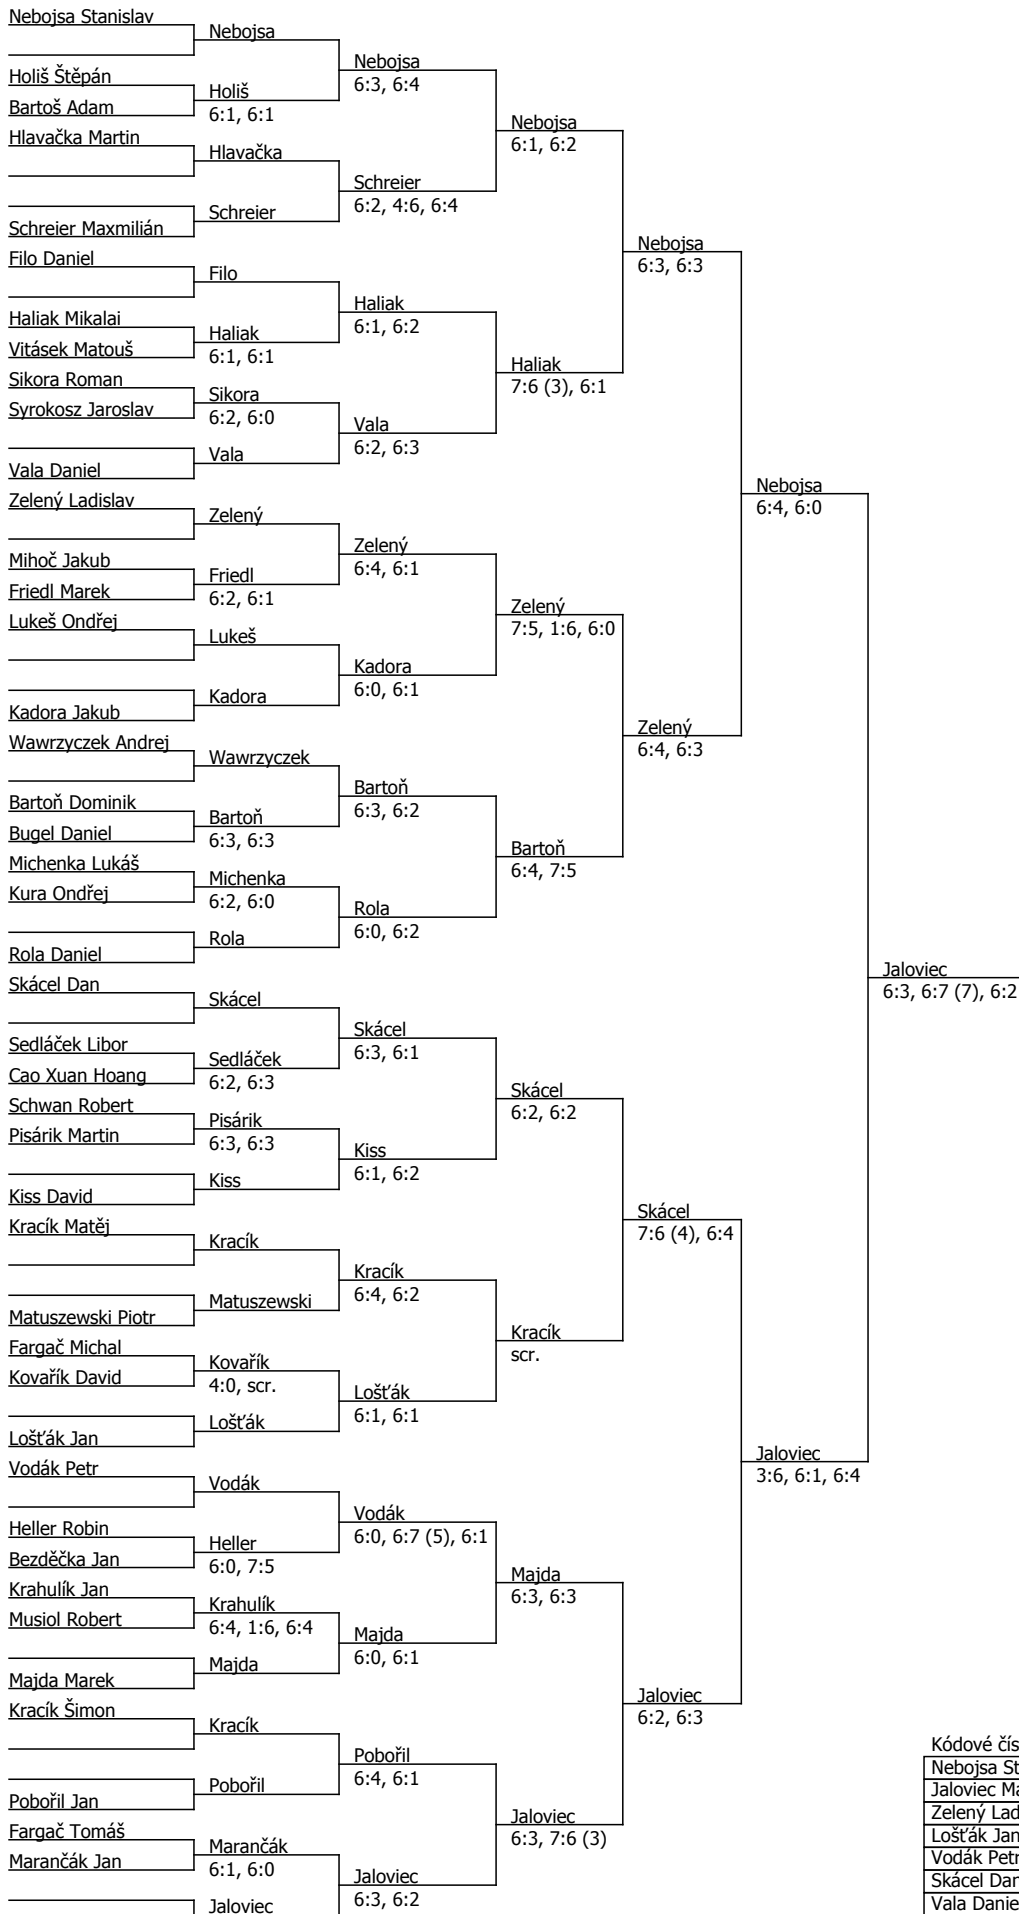 Nebojsa Stanislav
Nebojsa
Nebojsa
6:3, 6:4
Holiš Štěpán
Holiš
Bartoš Adam
6:1, 6:1
Nebojsa
6:1, 6:2
Hlavačka Martin
Hlavačka
Schreier
6:2, 4:6, 6:4
Schreier
Schreier Maxmilián
Nebojsa
6:3, 6:3
Filo Daniel
Filo
Haliak
6:1, 6:2
Haliak Mikalai
Haliak
Vitásek Matouš
6:1, 6:1
Haliak
7:6 (3), 6:1
Sikora Roman
Sikora
Syrokosz Jaroslav
6:2, 6:0
Vala
6:2, 6:3
Vala
Vala Daniel
Nebojsa
6:4, 6:0
Zelený Ladislav
Zelený
Zelený
6:4, 6:1
Mihoč Jakub
Friedl
Friedl Marek
6:2, 6:1
Zelený
7:5, 1:6, 6:0
Lukeš Ondřej
Lukeš
Kadora
6:0, 6:1
Kadora
Kadora Jakub
Zelený
6:4, 6:3
Wawrzyczek Andrej
Wawrzyczek
Bartoň
6:3, 6:2
Bartoň Dominik
Bartoň
Bugel Daniel
6:3, 6:3
Bartoň
6:4, 7:5
Michenka Lukáš
Michenka
Kura Ondřej
6:2, 6:0
Rola
6:0, 6:2
Rola
Rola Daniel
Jaloviec
6:3, 6:7 (7), 6:2
Skácel Dan
Skácel
Skácel
6:3, 6:1
Sedláček Libor
Sedláček
Cao Xuan Hoang
6:2, 6:3
Skácel
6:2, 6:2
Schwan Robert
Pisárik
Pisárik Martin
6:3, 6:3
Kiss
6:1, 6:2
Kiss
Kiss David
Skácel
7:6 (4), 6:4
Kracík Matěj
Kracík
Kracík
6:4, 6:2
Matuszewski
Matuszewski Piotr
Kracík
scr.
Fargač Michal
Kovařík
Kovařík David
4:0, scr.
Lošťák
6:1, 6:1
Lošťák
Lošťák Jan
Jaloviec
3:6, 6:1, 6:4
Vodák Petr
Vodák
Vodák
6:0, 6:7 (5), 6:1
Heller Robin
Heller
Bezděčka Jan
6:0, 7:5
Majda
6:3, 6:3
Krahulík Jan
Krahulík
Musiol Robert
6:4, 1:6, 6:4
Majda
6:0, 6:1
Majda
Majda Marek
Jaloviec
6:2, 6:3
Kracík Šimon
Kracík
Pobořil
6:4, 6:1
Pobořil
Pobořil Jan
Jaloviec
6:3, 7:6 (3)
Fargač Tomáš
Marančák
Marančák Jan
6:1, 6:0
Jaloviec
6:3, 6:2
Jaloviec
Kódové čís
Nebojsa St
Jaloviec Ma
Zelený Lad
Lošťák Jan
Vodák Petr
Skácel Dan
Vala Danie